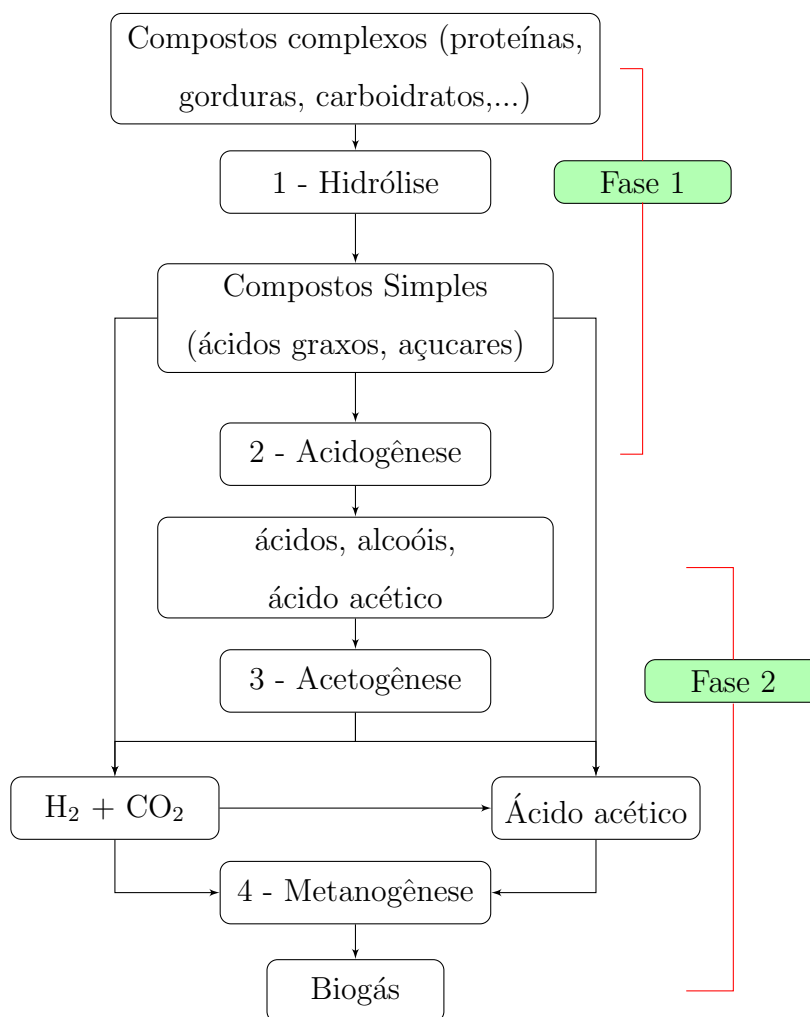 Compostos complexos (proteínas,
gorduras, carboidratos,...)
1 - Hidrólise
Fase 1
Compostos Simples
(ácidos graxos, açucares)
2 - Acidogênese
ácidos, alcoóis,
ácido acético
3 - Acetogênese
Fase 2
H₂ + CO₂
Ácido acético
4 - Metanogênese
Biogás